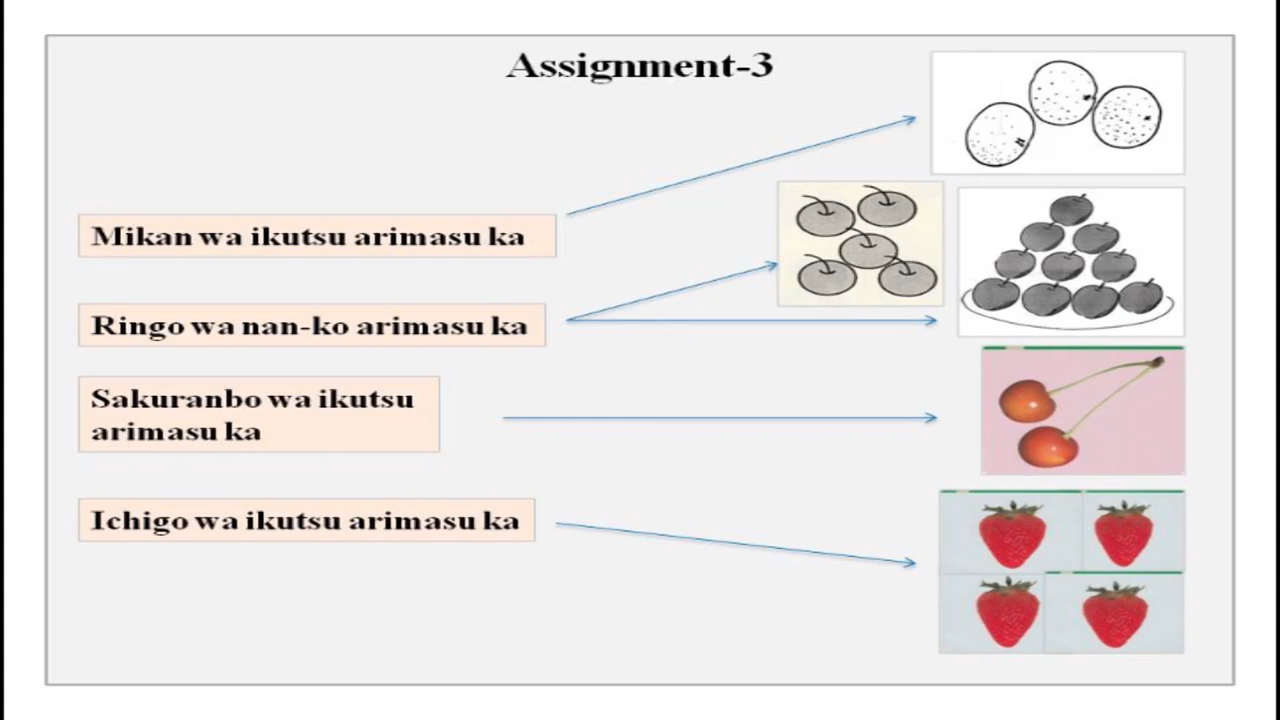 Assignment-3
Mikan wa ikutsu arimasu ka
Ringo wa nan-ko arimasu ka
Sakuranbo wa ikutsu
arimasu ka
Ichigo wa ikutsu arimasu ka